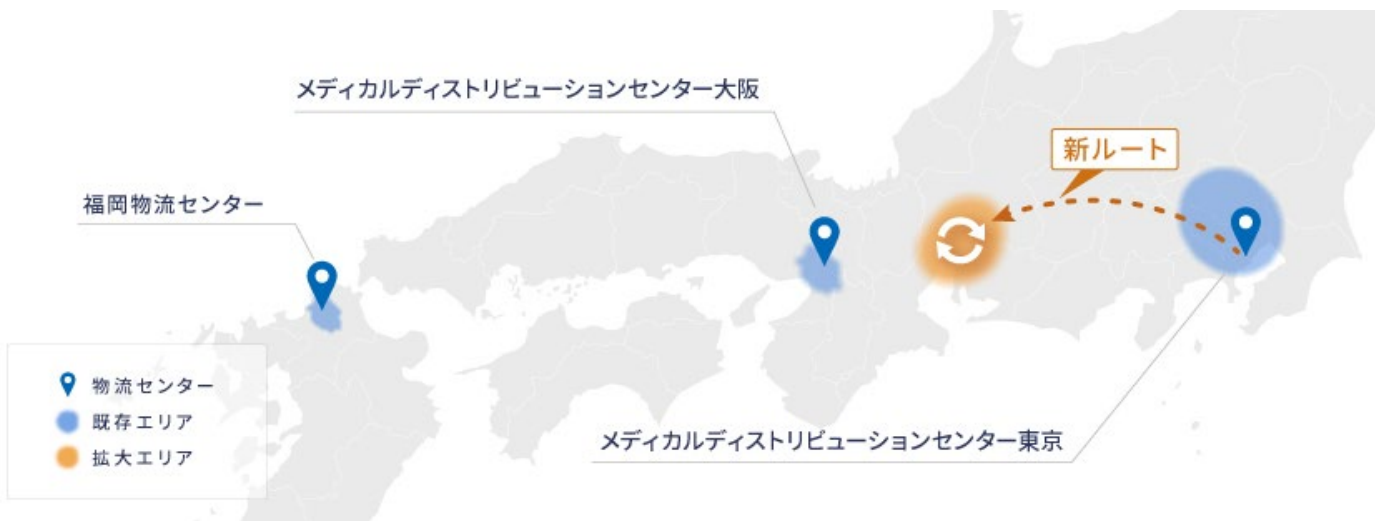 メディカルディストリビューションセンター大阪
新ルート
福岡物流センター
物流センター
既存エリア
拡大エリア
メディカルディストリビューションセンター東京